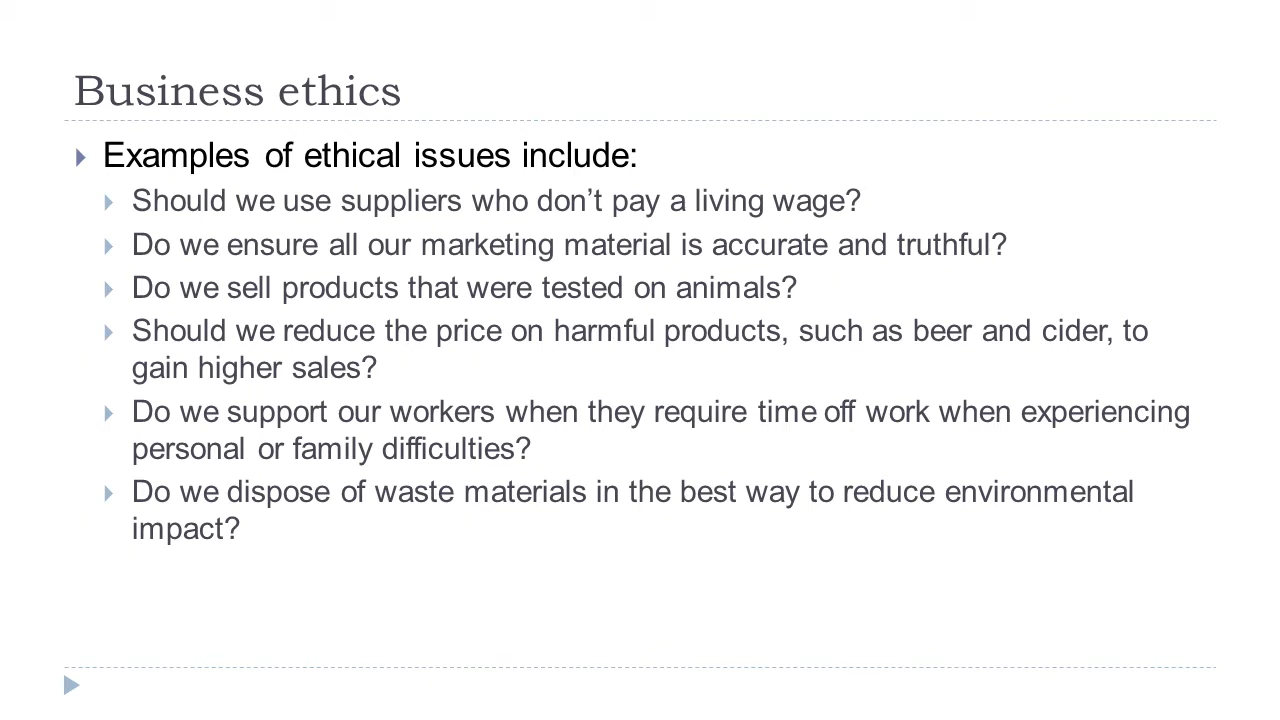 Business ethics
Examples of ethical issues include:
Should we use suppliers who don’t pay a living wage?
Do we ensure all our marketing material is accurate and truthful?
Do we sell products that were tested on animals?
Should we reduce the price on harmful products, such as beer and cider, to
gain higher sales?
Do we support our workers when they require time off work when experiencing
personal or family difficulties?
Do we dispose of waste materials in the best way to reduce environmental
impact?